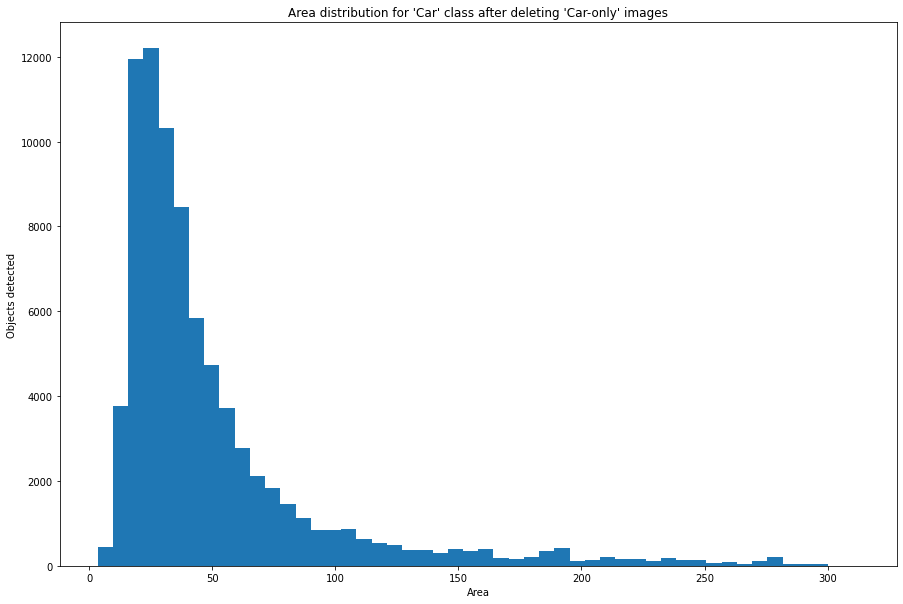 Area distribution for 'Car' class after deleting 'Car-only' images
Objects detected
12000
10000
8000
6000
4000
2000
0
0 50 100 150 200 250 300
Area